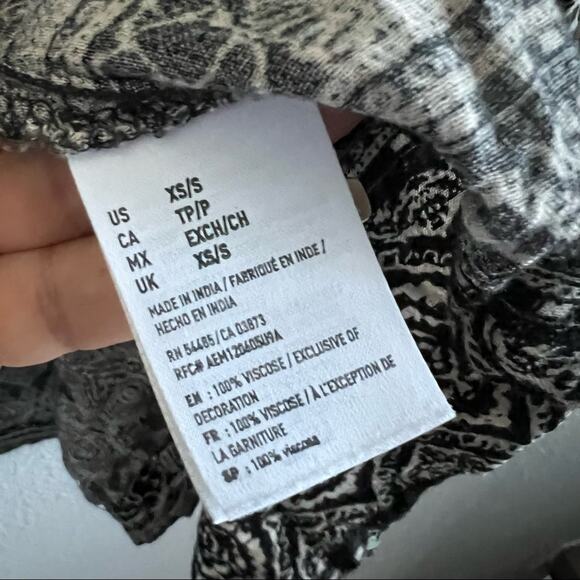 US XS/S
CA TP/P
MX EXCH/CH
UK XS/S
MADE IN INDIA / FABRIQUÉ EN INDE /
HECHO EN INDIA
RN 54485 / CA 03873
RFC# AEM120605U9A
EN : 100% VISCOSE / EXCLUSIVE OF
DECORATION
FR : 100% VISCOSE / À L'EXCEPTION DE
LA GARNITURE
SP : 100% viscosa